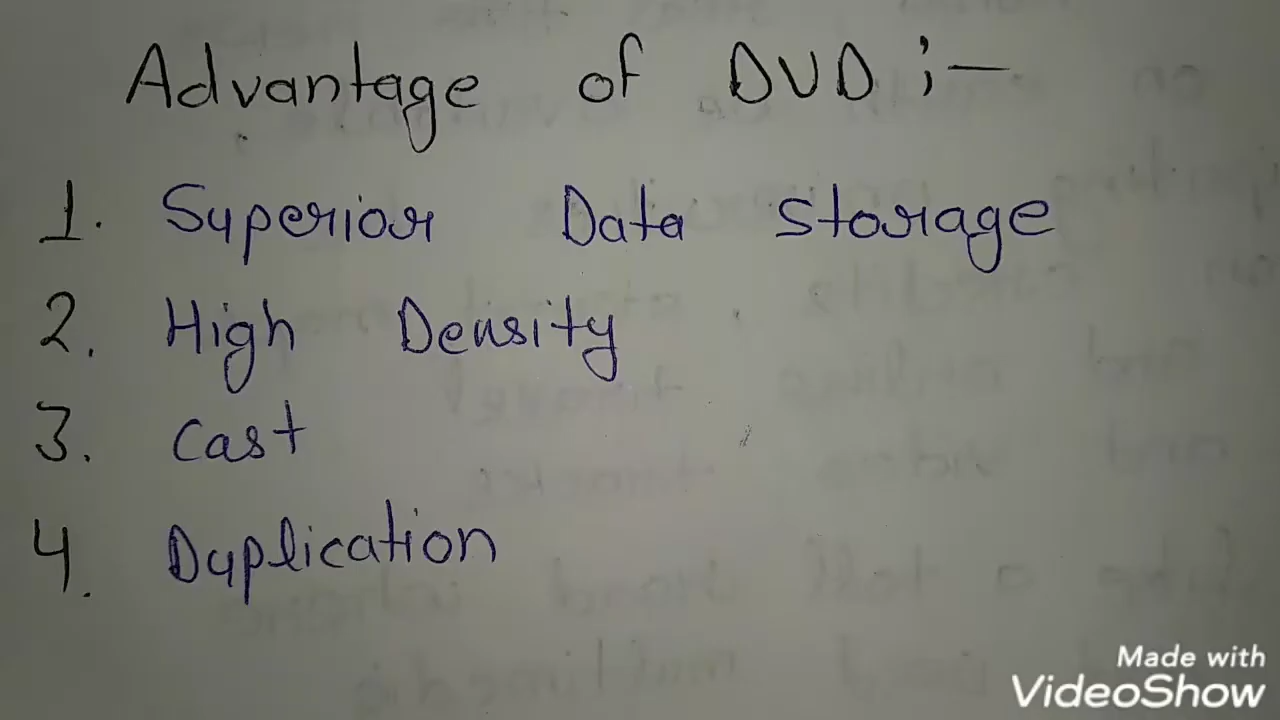 Advantage of DVD ;-
1. Superior Data Storage
2. High Density
3. Cast
4. Duplication
Made with
VideoShow